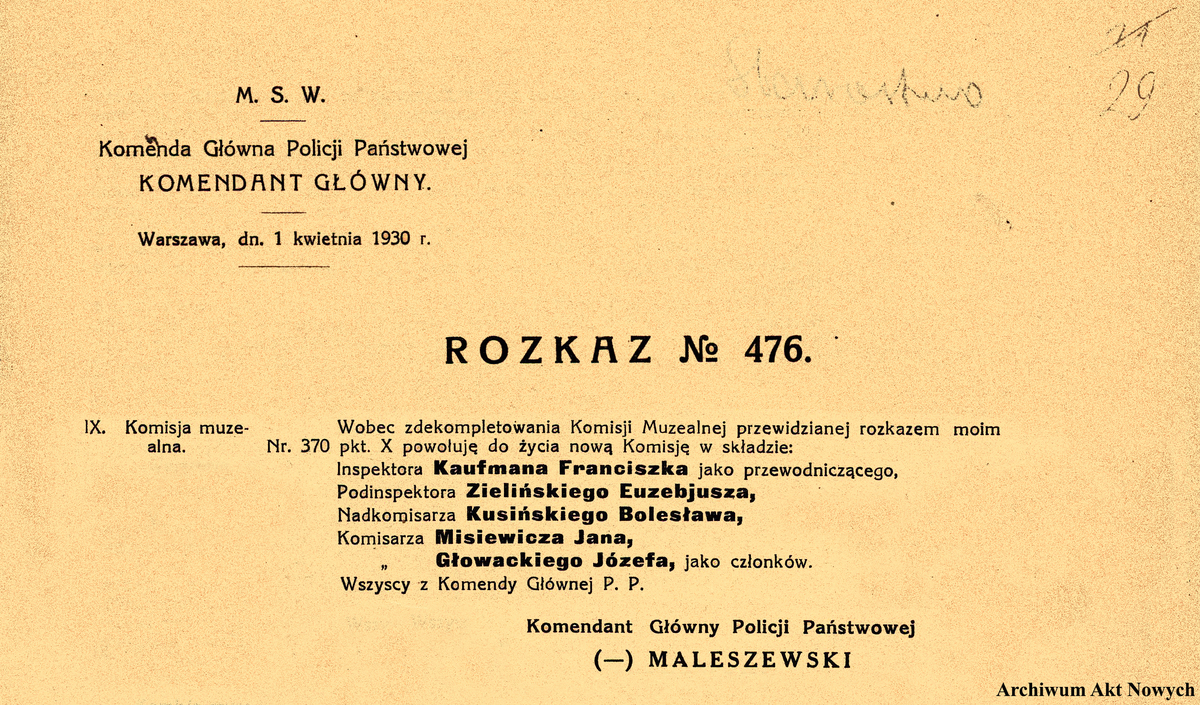 29
M. S. W.
Komenda Główna Policji Państwowej
KOMENDANT GŁÓWNY.
Warszawa, dn. 1 kwietnia 1930 r.
ROZKAZ № 476.
IX. Komisja muze-
alna.
Wobec zdekompletowania Komisji Muzealnej przewidzianej rozkazem moim
Nr. 370 pkt. X powołuję do życia nową Komisję w składzie:
Inspektora Kaufmana Franciszka jako przewodniczącego,
Podinspektora Zielińskiego Euzebjusza,
Nadkomisarza Kusińskiego Bolesława,
Komisarza Misiewicza Jana,
„ Głowackiego Józefa, jako członków.
Wszyscy z Komendy Głównej P. P.
Komendant Główny Policji Państwowej
(—) MALESZEWSKI
Archiwum Akt Nowych